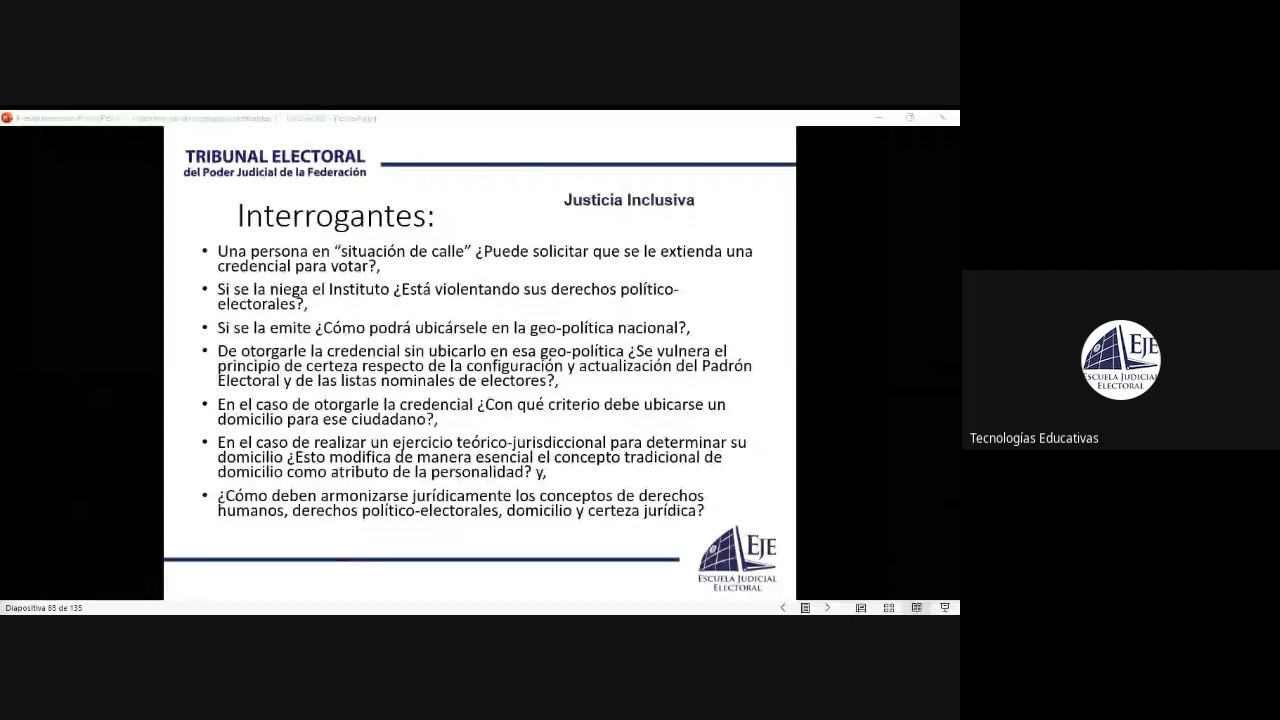 TRIBUNAL ELECTORAL
del Poder Judicial de la Federación
Justicia Inclusiva
Interrogantes:
• Una persona en “situación de calle” ¿Puede solicitar que se le extienda una
credencial para votar?,
• Si se la niega el Instituto ¿Está violentando sus derechos político-
electorales?,
• Si se la emite ¿Cómo podrá ubicársele en la geo-política nacional?,
• De otorgarle la credencial sin ubicarlo en esa geo-política ¿Se vulnera el
principio de certeza respecto de la configuración y actualización del Padrón
Electoral y de las listas nominales de electores?,
• En el caso de otorgarle la credencial ¿Con qué criterio debe ubicarse un
domicilio para ese ciudadano?,
• En el caso de realizar un ejercicio teórico-jurisdiccional para determinar su
domicilio ¿Esto modifica de manera esencial el concepto tradicional de
domicilio como atributo de la personalidad? y,
• ¿Cómo deben armonizarse jurídicamente los conceptos de derechos
humanos, derechos político-electorales, domicilio y certeza jurídica?
EJE
ESCUELA JUDICIAL
ELECTORAL
Diapositiva 83 de 135
EJE
ESCUELA JUDICIAL
ELECTORAL
Tecnologías Educativas